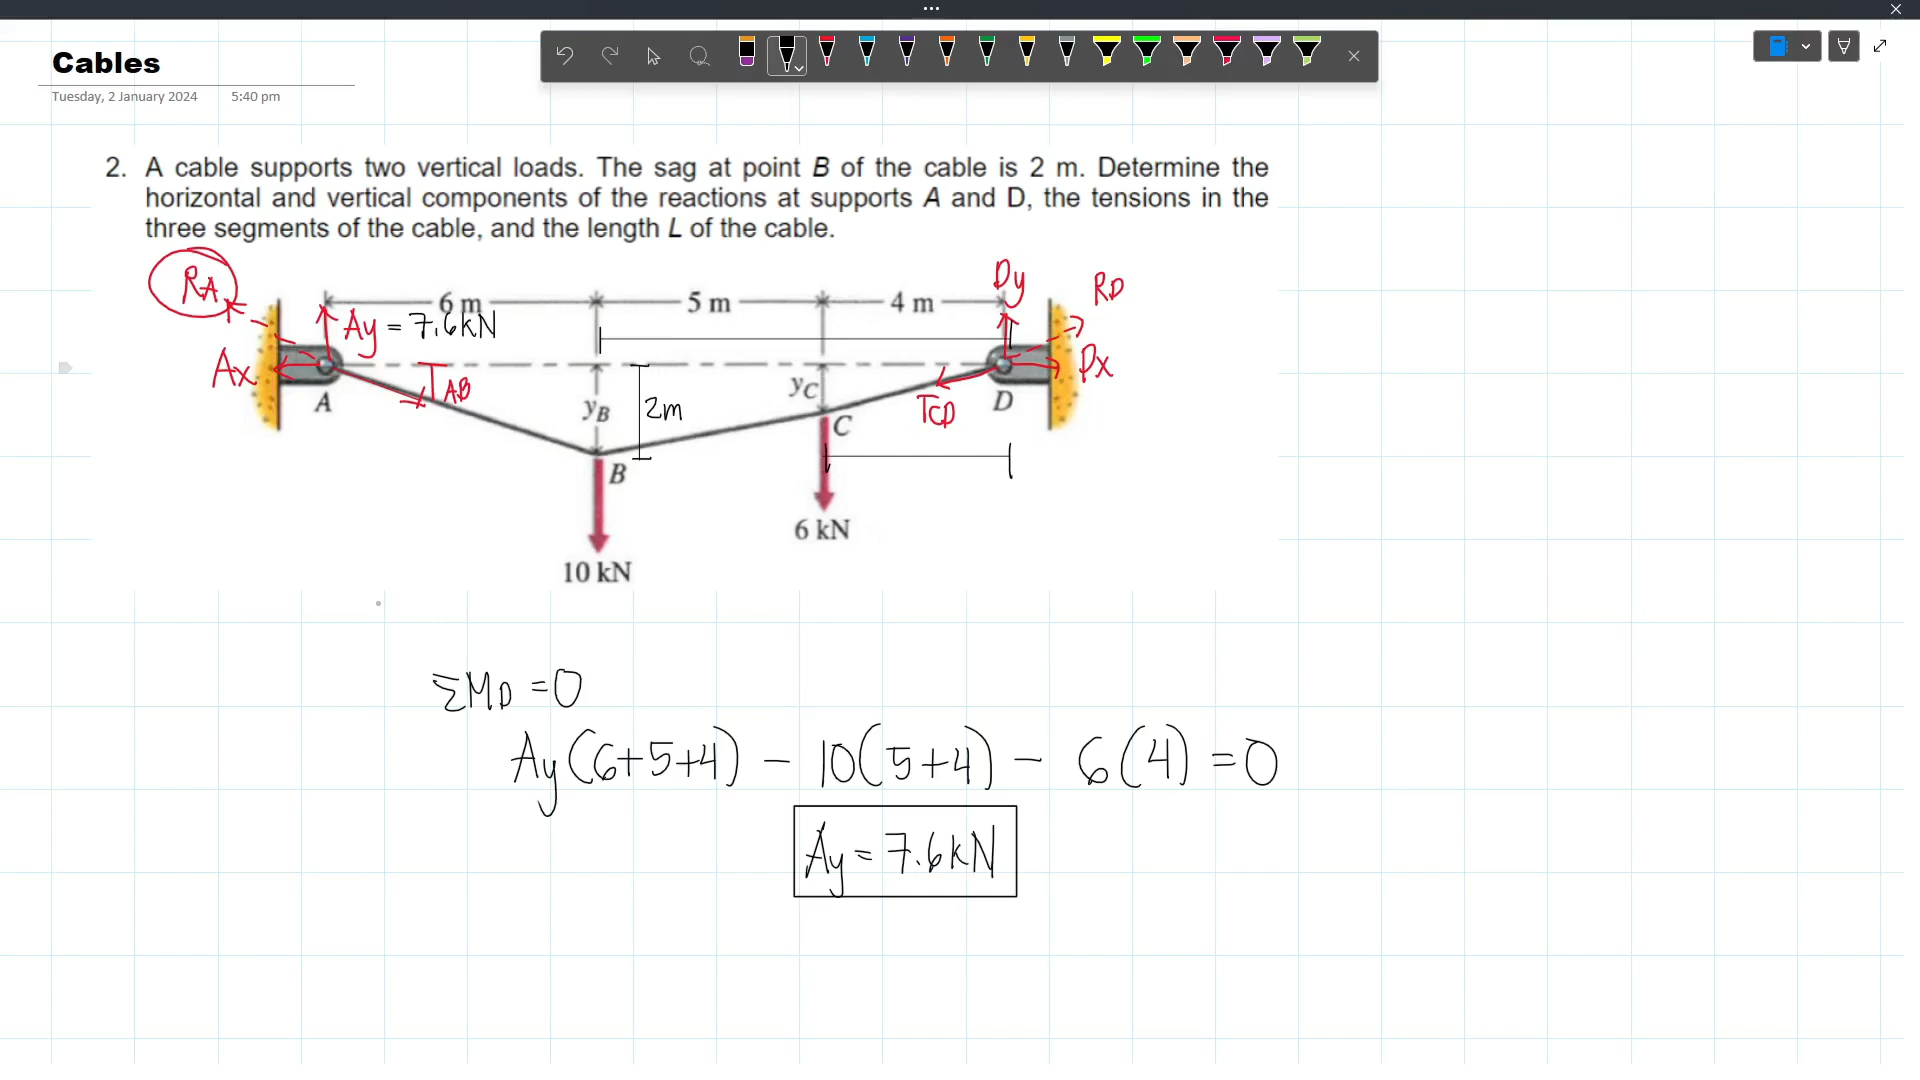 Cables
Tuesday, 2 January 2024 5:40 pm
2. A cable supports two vertical loads. The sag at point B of the cable is 2 m. Determine the
horizontal and vertical components of the reactions at supports A and D, the tensions in the
three segments of the cable, and the length L of the cable.
RA
Dy
RD
6 m
5 m
4 m
Ay = 7.6kN
Ax
TAB
Dx
A
yB
2m
yC
TCD
D
C
B
6 kN
10 kN
ΣMD = 0
Ay(6+5+4) - 10(5+4) - 6(4) = 0
Ay = 7.6kN